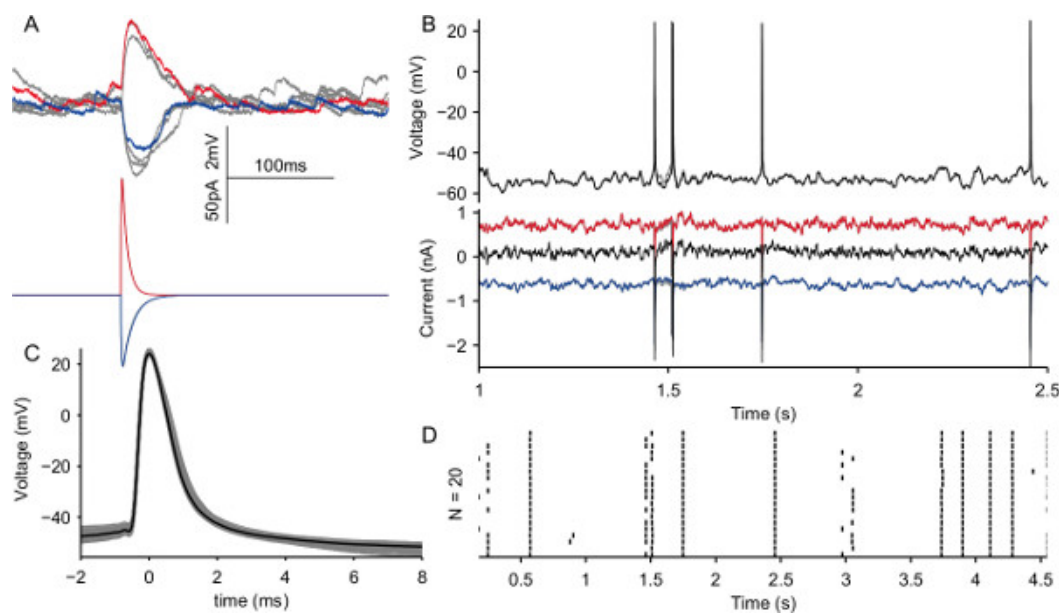 A
100ms
50pA 2mV
B
20
0
−20
−40
−60
Voltage (mV)
1
0
−1
−2
Current (nA)
1
1.5
2
2.5
Time (s)
C
20
0
−20
−40
Voltage (mV)
−2
0
2
4
6
8
time (ms)
D
N = 20
0.5
1
1.5
2
2.5
3
3.5
4
4.5
Time (s)